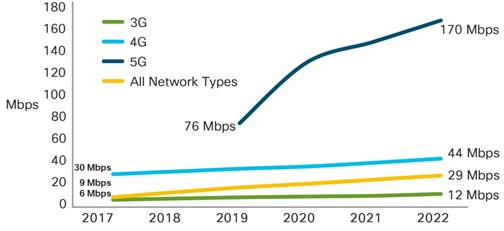 180
160
140
120
100
80
60
40
20
0
Mbps
3G
4G
5G
All Network Types
170 Mbps
76 Mbps
44 Mbps
30 Mbps
29 Mbps
9 Mbps
6 Mbps
12 Mbps
2017 2018 2019 2020 2021 2022